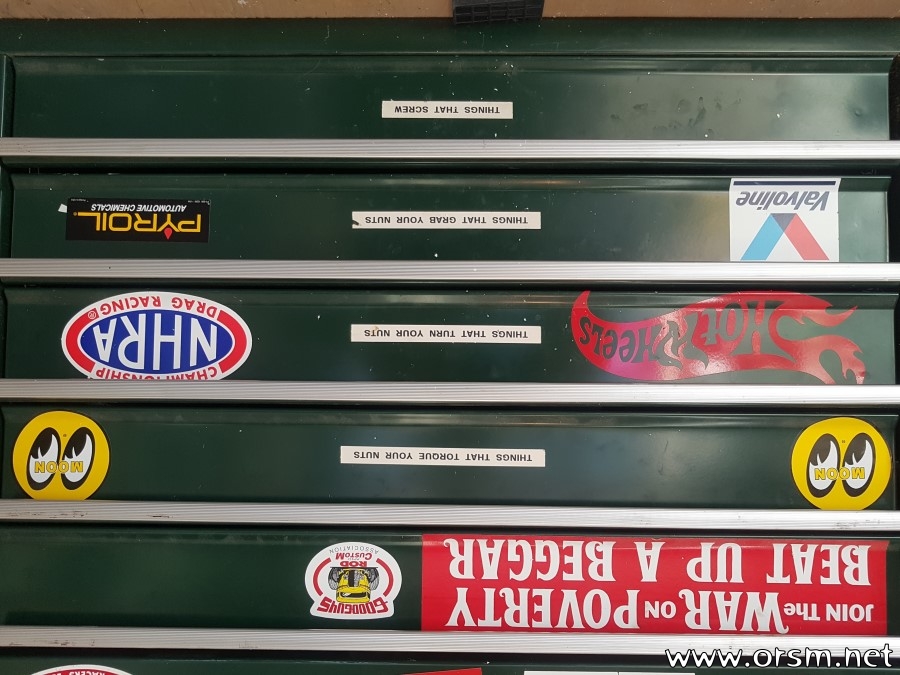 THINGS THAT SCREW
PYROIL
AUTOMOTIVE CHEMICALS
THINGS THAT GRAB YOUR NUTS
Valvoline
CHAMPIONSHIP
NHRA
DRAG RACING®
THINGS THAT TURN YOUR NUTS
Hot Wheels
MOON
THINGS THAT TORQUE YOUR NUTS
MOON
GOODGUYS
ROD
AND
CUSTOM
ASSOCIATION
JOIN THE WAR ON POVERTY
BEAT UP A BEGGAR
www.orsm.net